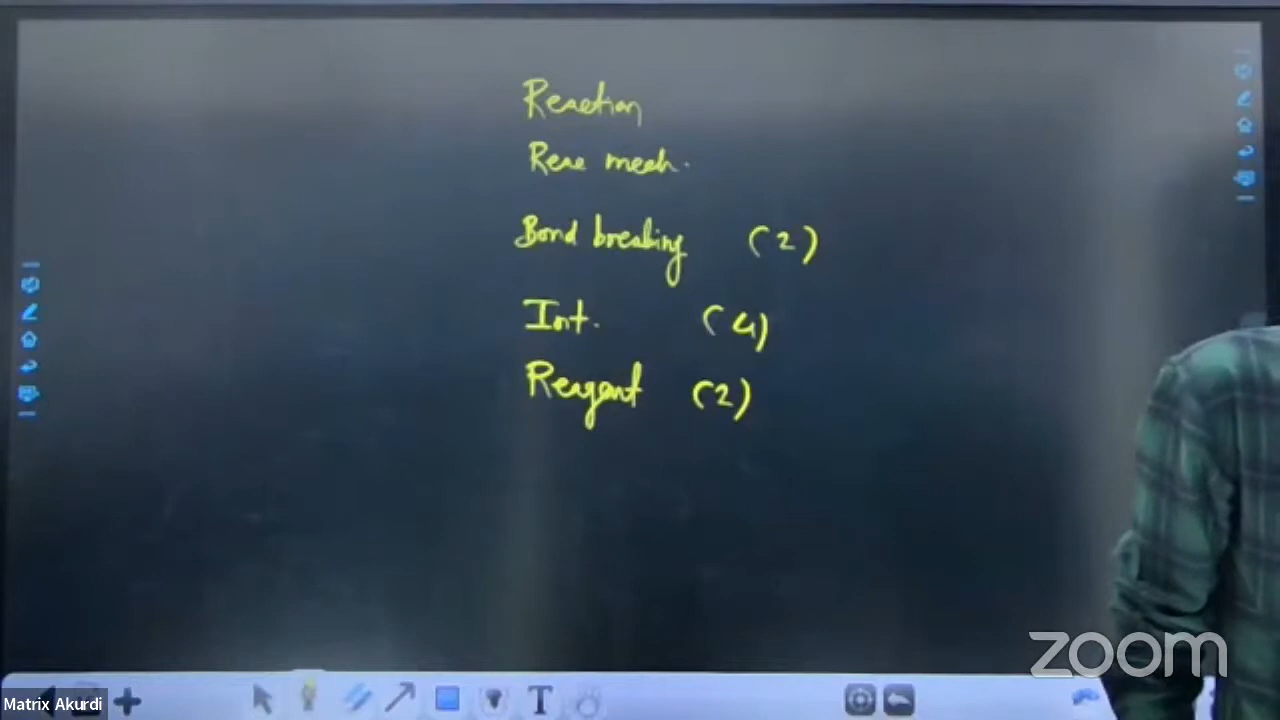 Reaction
Reac mech.
Bond breaking (2)
Int. (4)
Reagent (2)
zoom
Matrix Akurdi
T